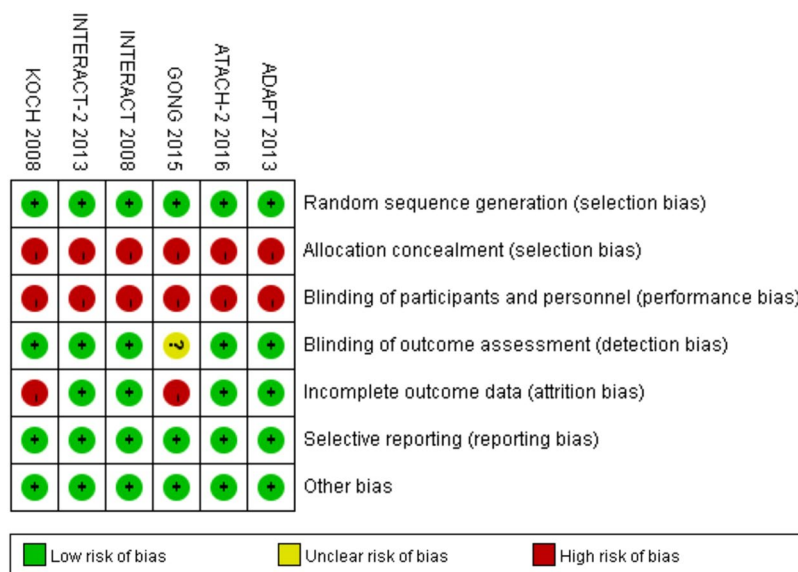 KOCH 2008
INTERACT-2 2013
INTERACT 2008
GONG 2015
ATACH-2 2016
ADAPT 2013
+ + + + + + Random sequence generation (selection bias)
- - - - - - Allocation concealment (selection bias)
- - - - - - Blinding of participants and personnel (performance bias)
+ + + ? + + Blinding of outcome assessment (detection bias)
- + + - + + Incomplete outcome data (attrition bias)
+ + + + + + Selective reporting (reporting bias)
+ + + + + + Other bias
Low risk of bias Unclear risk of bias High risk of bias